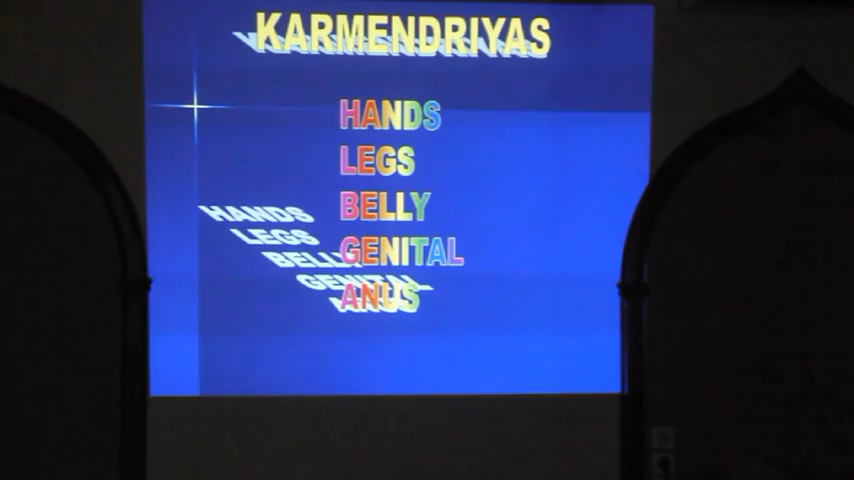 KARMENDRIYAS
HANDS
LEGS
BELLY
GENITAL
ANUS